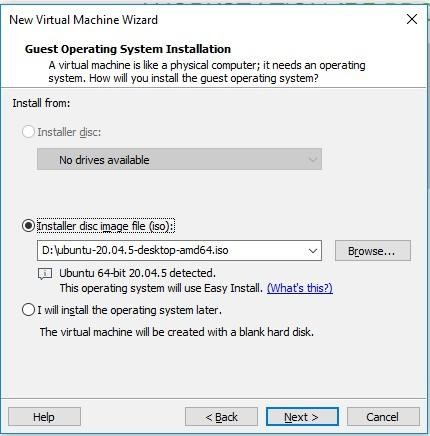 New Virtual Machine Wizard
Guest Operating System Installation
A virtual machine is like a physical computer; it needs an operating
system. How will you install the guest operating system?
Install from:
Installer disc:
No drives available
Installer disc image file (iso):
D:\ubuntu-20.04.5-desktop-amd64.iso
Browse...
Ubuntu 64-bit 20.04.5 detected.
This operating system will use Easy Install. (What's this?)
I will install the operating system later.
The virtual machine will be created with a blank hard disk.
Help
< Back
Next >
Cancel